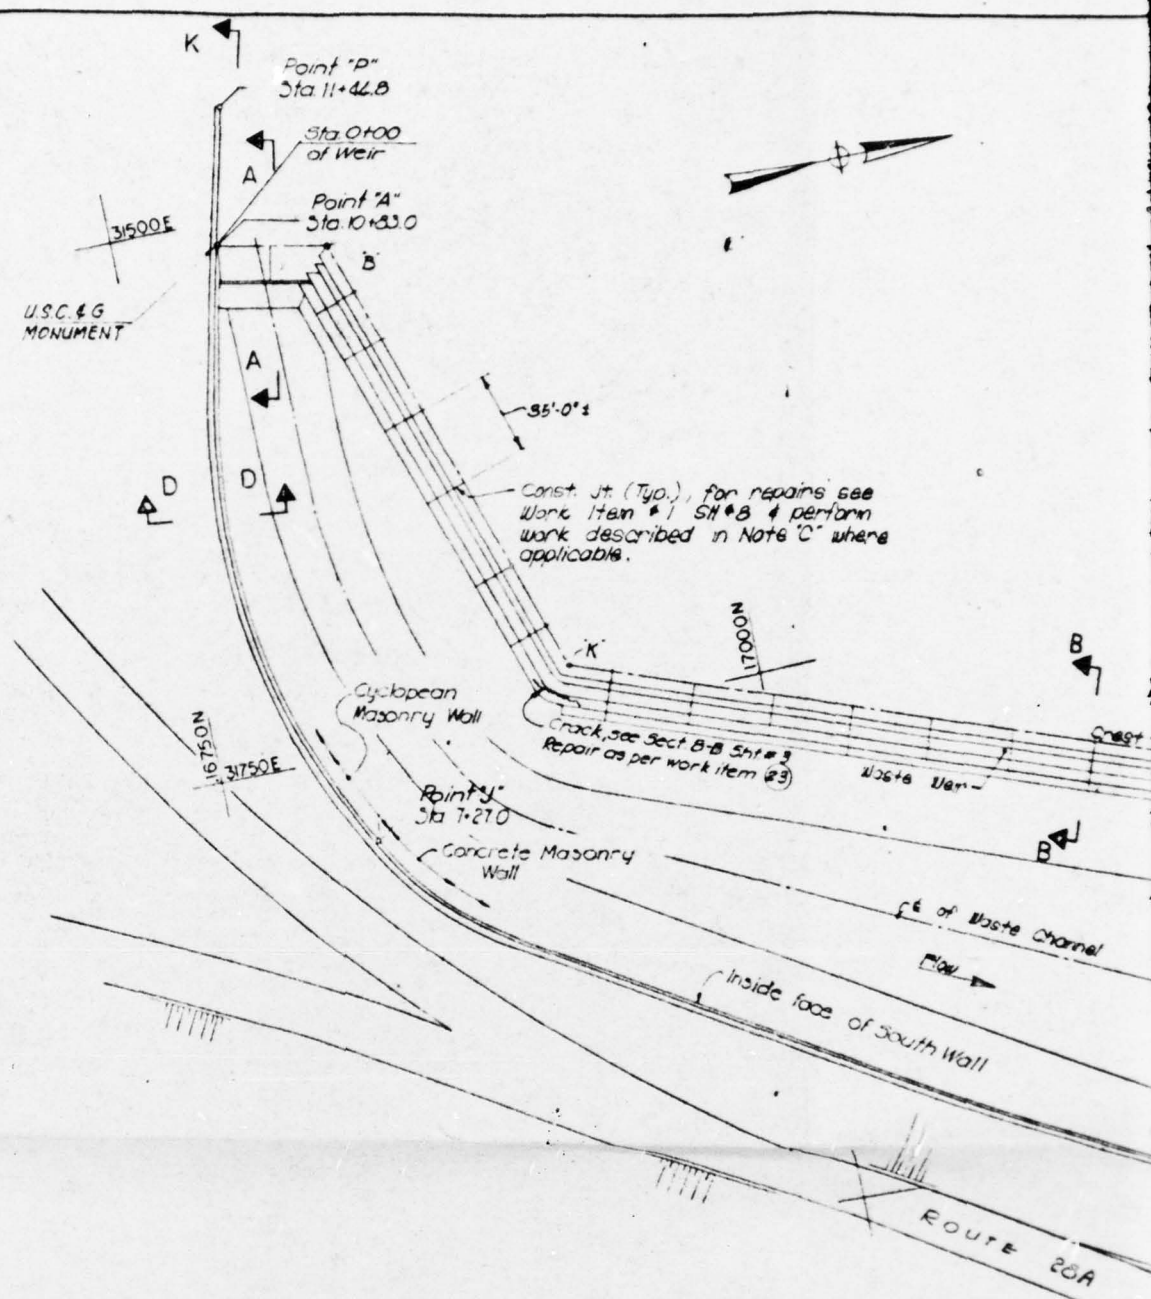 K
Point "P"
Sta. 11+44.8
Sta. 0+00
of Weir
A
Point "A"
Sta. 10+83.0
31500E
"B"
U.S.C. & G
MONUMENT
A
35'-0"±
D
D
Const. Jt. (Typ.), for repairs see
Work Item # 1 SH # 8 & perform
work described in Note "C" where
applicable.
17000N
"K"
B
Cyclopean
Masonry Wall
Crack, see Sect. B-B Sht # 9
Repair as per work item 23
Crest
Waste Weir
16750N
31750E
Point "J"
Sta. 7+27.0
Concrete Masonry
Wall
B
℄ of Waste Channel
Flow
Inside face of South Wall
ROUTE 28A